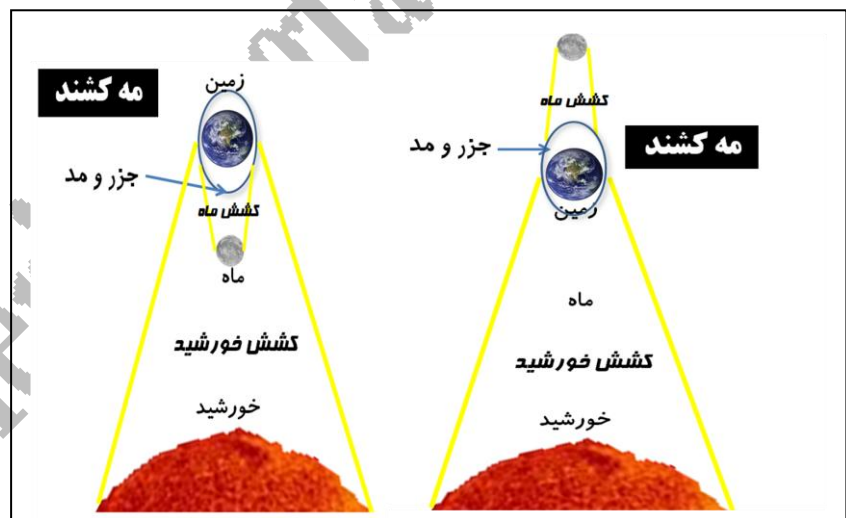 زمین
مه کشند
جزر و مد
کشش ماه
ماه
کشش خورشید
خورشید
کشش ماه
مه کشند
جزر و مد
زمین
ماه
کشش خورشید
خورشید